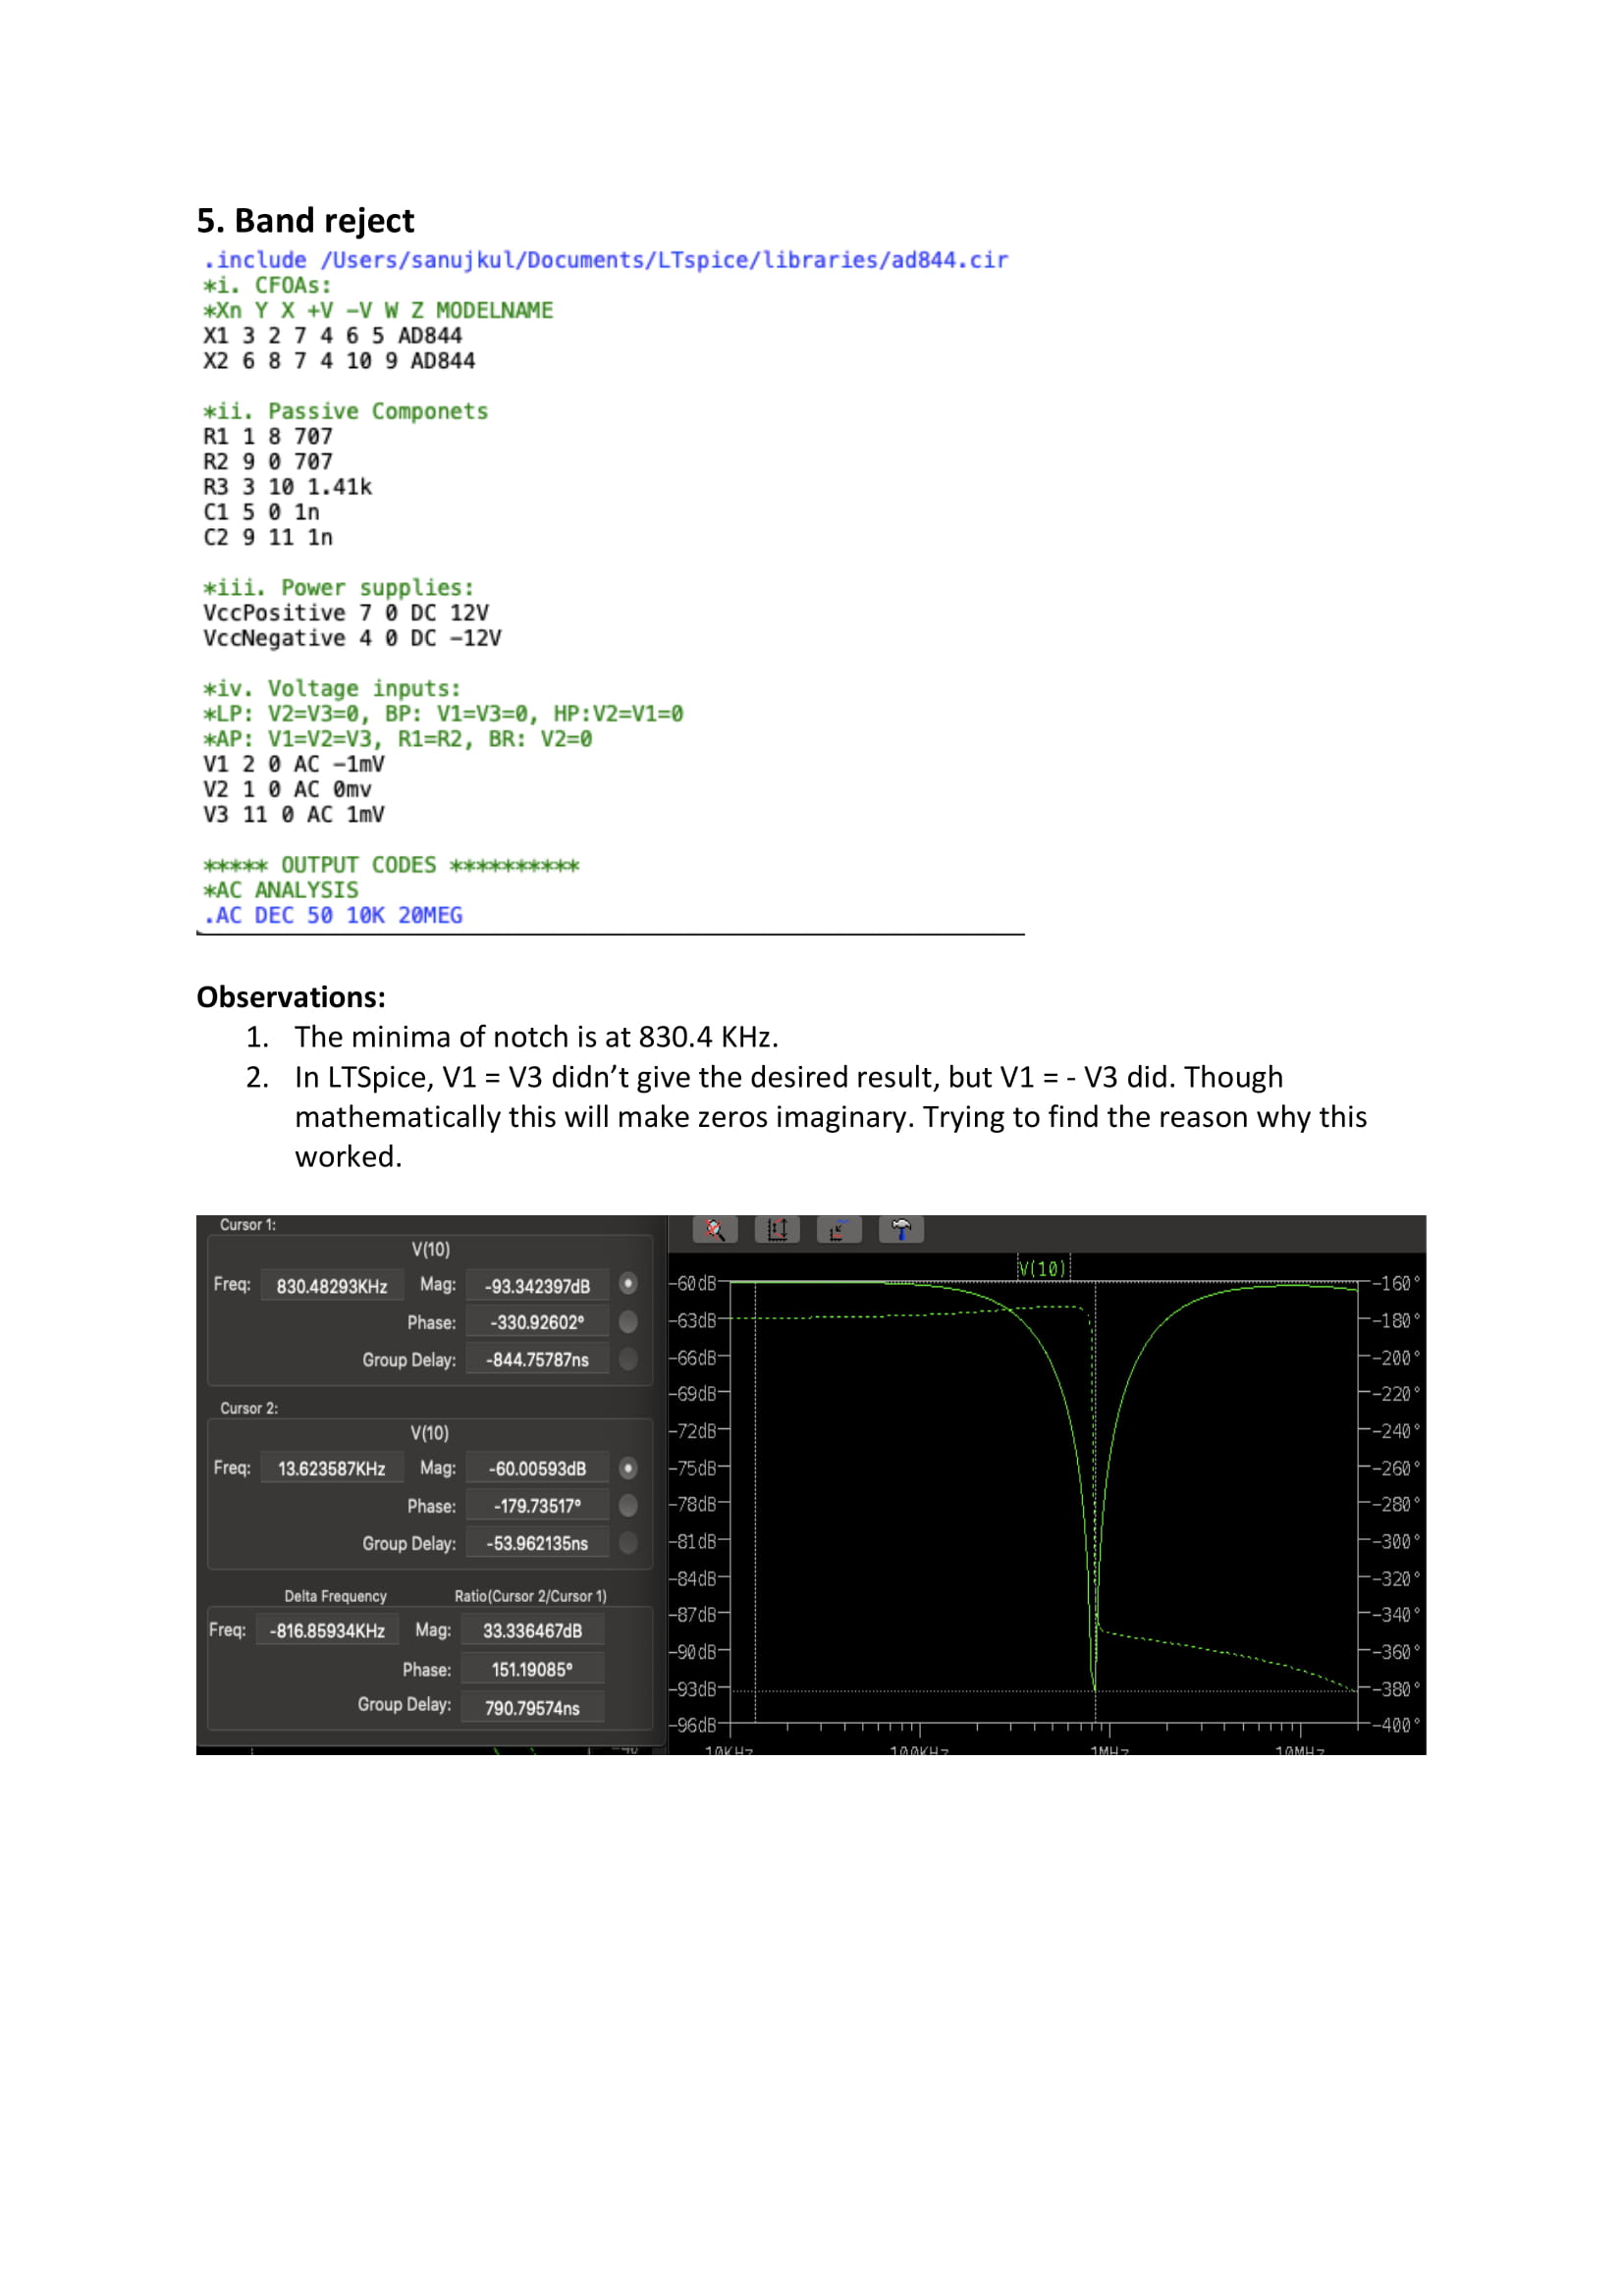 5. Band reject
.include /Users/sanujkul/Documents/LTspice/libraries/ad844.cir
*i. CFOAs:
*Xn Y X +V -V W Z MODELNAME
X1 3 2 7 4 6 5 AD844
X2 6 8 7 4 10 9 AD844
*ii. Passive Componets
R1 1 8 707
R2 9 0 707
R3 3 10 1.41k
C1 5 0 1n
C2 9 11 1n
*iii. Power supplies:
VccPositive 7 0 DC 12V
VccNegative 4 0 DC -12V
*iv. Voltage inputs:
*LP: V2=V3=0, BP: V1=V3=0, HP:V2=V1=0
*AP: V1=V2=V3, R1=R2, BR: V2=0
V1 2 0 AC -1mV
V2 1 0 AC 0mv
V3 11 0 AC 1mV
***** OUTPUT CODES **********
*AC ANALYSIS
.AC DEC 50 10K 20MEG
Observations:
1. The minima of notch is at 830.4 KHz.
2. In LTSpice, V1 = V3 didn’t give the desired result, but V1 = - V3 did. Though
mathematically this will make zeros imaginary. Trying to find the reason why this
worked.
Cursor 1:
V(10)
Freq: 830.48293KHz Mag: -93.342397dB
Phase: -330.92602°
Group Delay: -844.75787ns
Cursor 2:
V(10)
Freq: 13.623587KHz Mag: -60.00593dB
Phase: -179.73517°
Group Delay: -53.962135ns
Delta Frequency Ratio(Cursor 2/Cursor 1)
Freq: -816.85934KHz Mag: 33.336467dB
Phase: 151.19085°
Group Delay: 790.79574ns
V(10)
-60dB -160°
-63dB -180°
-66dB -200°
-69dB -220°
-72dB -240°
-75dB -260°
-78dB -280°
-81dB -300°
-84dB -320°
-87dB -340°
-90dB -360°
-93dB -380°
-96dB -400°
10KHz 100KHz 1MHz 10MHz